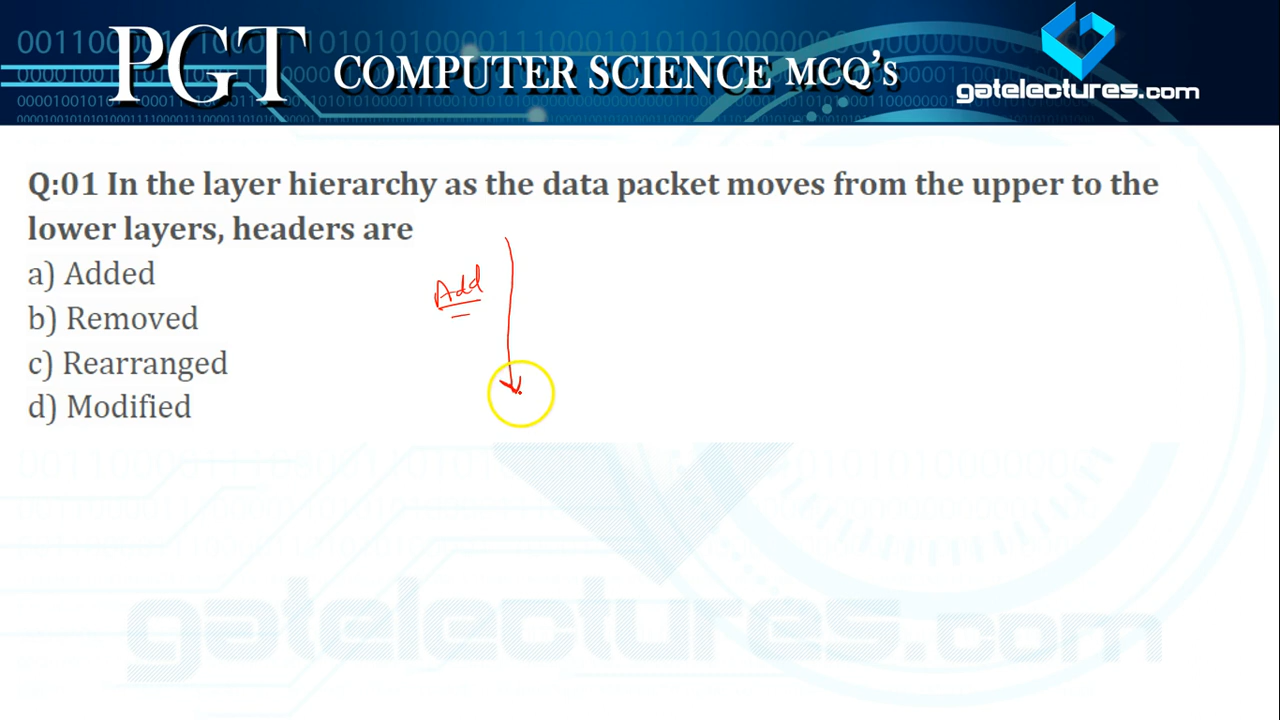 PGT COMPUTER SCIENCE MCQ's
gatelectures.com
Q:01 In the layer hierarchy as the data packet moves from the upper to the
lower layers, headers are
a) Added
Add
b) Removed
c) Rearranged
d) Modified
gatelectures.com